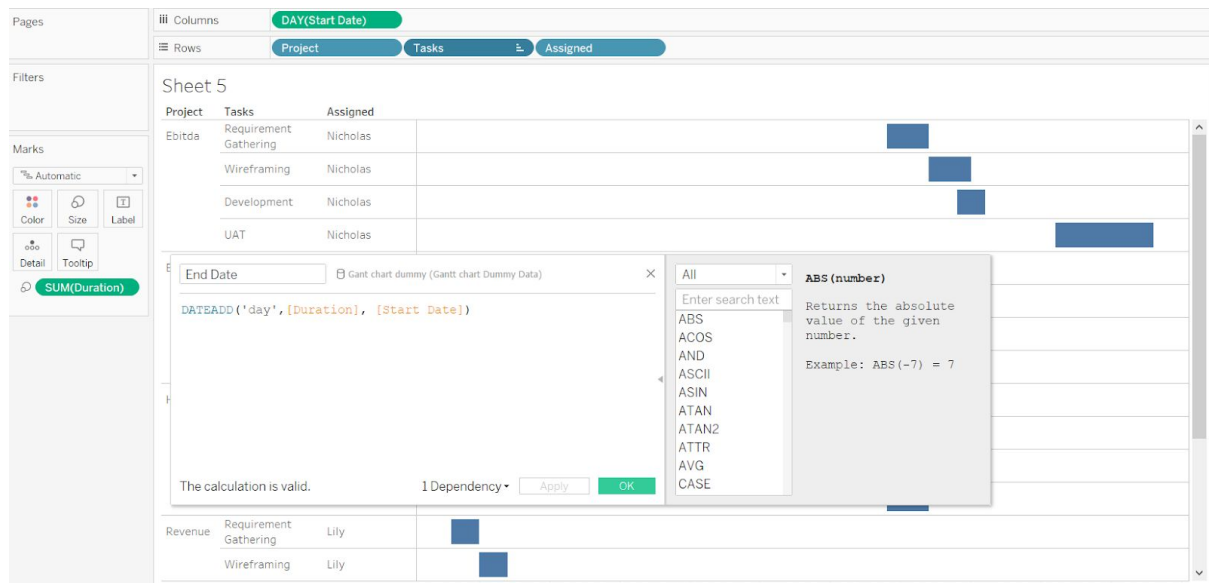 Pages
iii Columns
DAY(Start Date)
Rows
Project
Tasks
Assigned
Filters
Marks
Automatic
Color
Size
Label
Detail
Tooltip
SUM(Duration)
Sheet 5
Project Tasks Assigned
Ebitda Requirement Gathering Nicholas
Wireframing Nicholas
Development Nicholas
UAT Nicholas
End Date
Gant chart dummy (Gantt chart Dummy Data)
DATEADD('day',[Duration], [Start Date])
The calculation is valid.
1 Dependency
Apply
OK
All
Enter search text
ABS
ACOS
AND
ASCII
ASIN
ATAN
ATAN2
ATTR
AVG
CASE
ABS(number)
Returns the absolute
value of the given
number.
Example: ABS(-7) = 7
Revenue Requirement Gathering Lily
Wireframing Lily